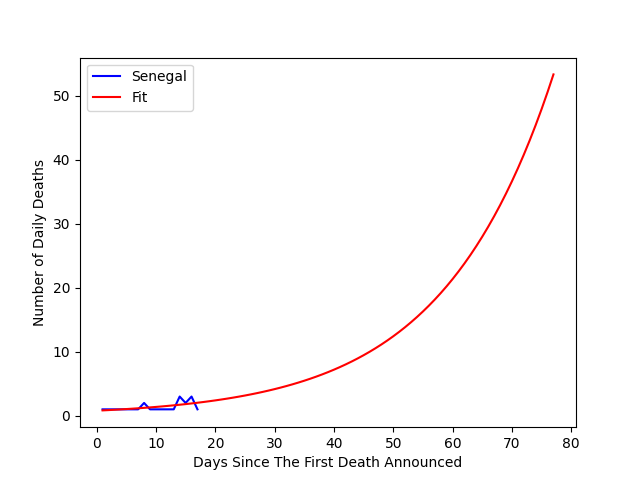 Senegal
Fit
Number of Daily Deaths
50
40
30
20
10
0
0 10 20 30 40 50 60 70 80
Days Since The First Death Announced